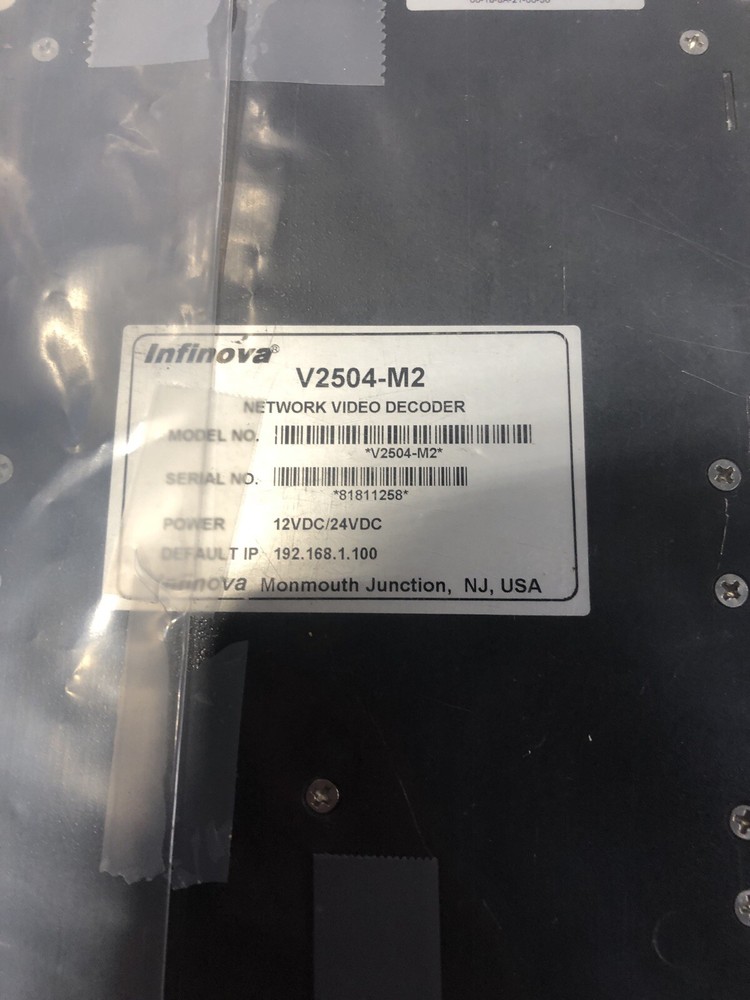 Infinova®
V2504-M2
NETWORK VIDEO DECODER
MODEL NO.
*V2504-M2*
SERIAL NO.
*81811258*
POWER 12VDC/24VDC
DEFAULT IP 192.168.1.100
Infinova Monmouth Junction, NJ, USA